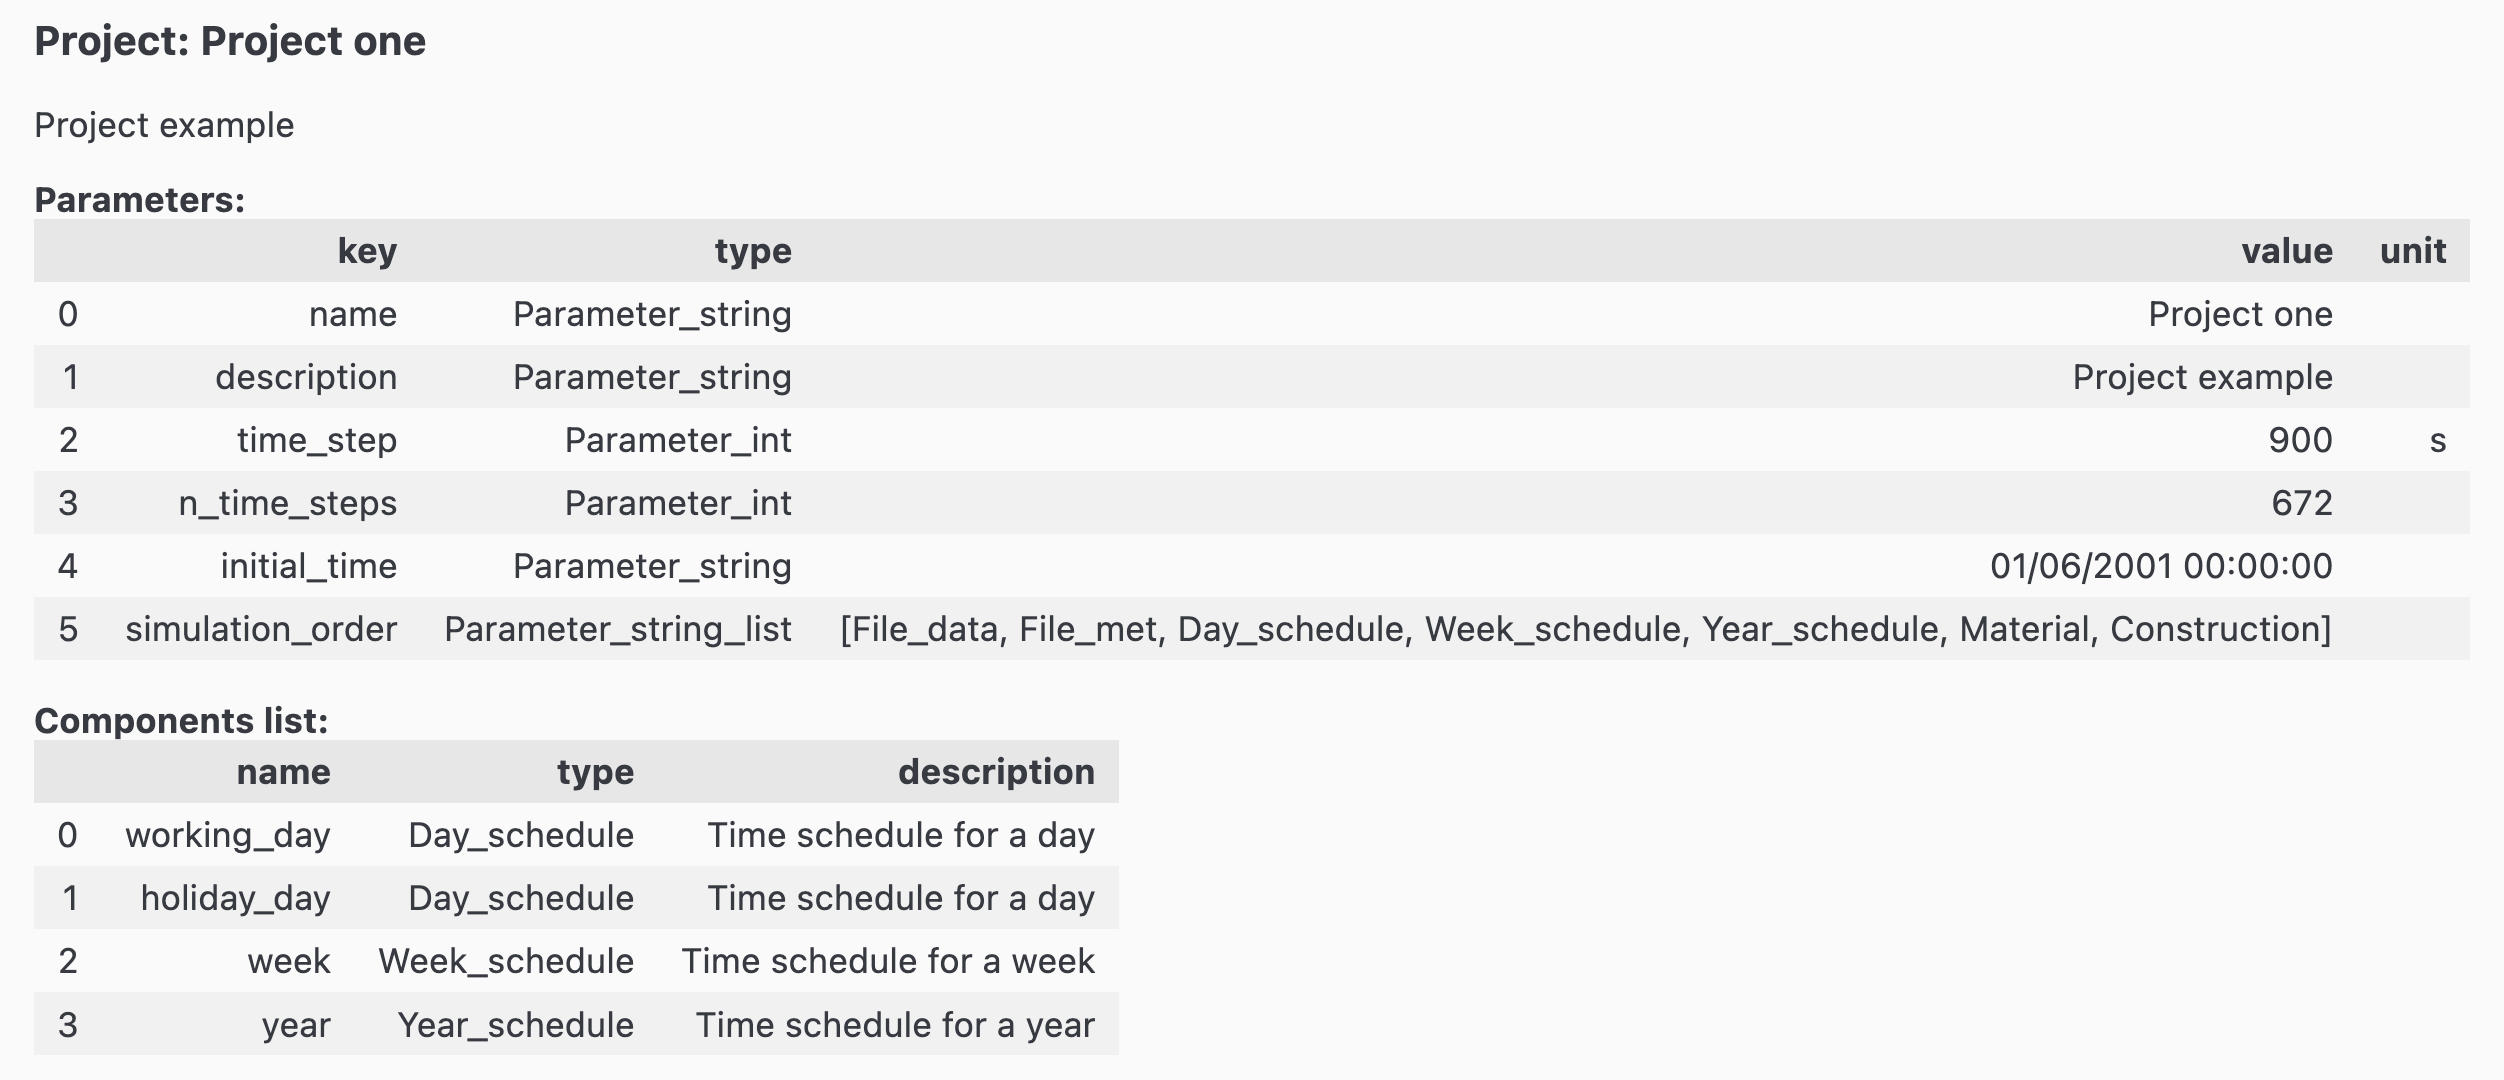 Project: Project one
Project example
Parameters:
key type value unit
0 name Parameter_string Project one
1 description Parameter_string Project example
2 time_step Parameter_int 900 s
3 n_time_steps Parameter_int 672
4 initial_time Parameter_string 01/06/2001 00:00:00
5 simulation_order Parameter_string_list [File_data, File_met, Day_schedule, Week_schedule, Year_schedule, Material, Construction]
Components list:
name type description
0 working_day Day_schedule Time schedule for a day
1 holiday_day Day_schedule Time schedule for a day
2 week Week_schedule Time schedule for a week
3 year Year_schedule Time schedule for a year